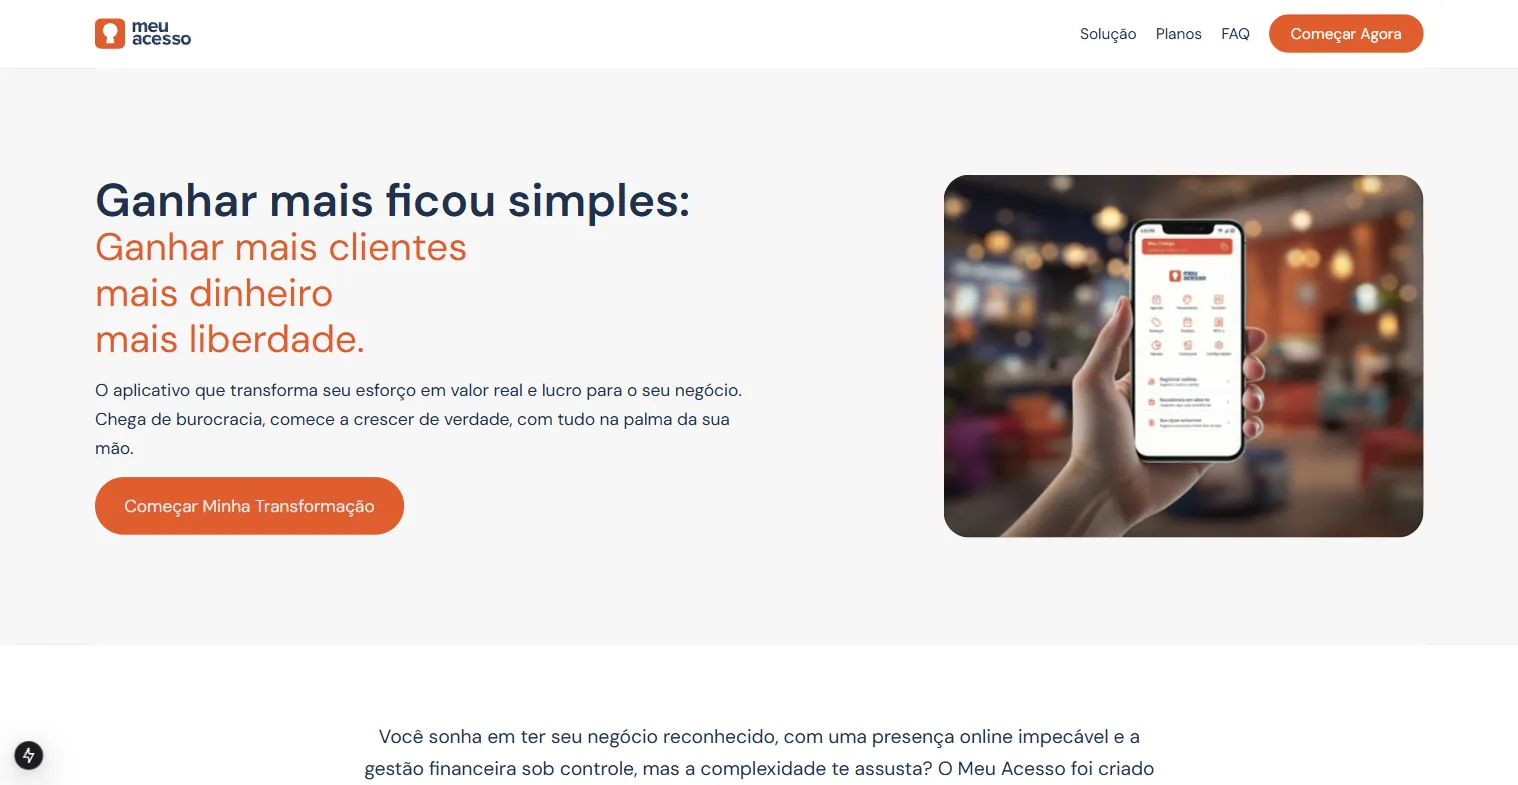 meu
acesso
Solução Planos FAQ Começar Agora
Ganhar mais ficou simples:
Ganhar mais clientes
mais dinheiro
mais liberdade.
O aplicativo que transforma seu esforço em valor real e lucro para o seu negócio.
Chega de burocracia, comece a crescer de verdade, com tudo na palma da sua
mão.
Começar Minha Transformação
meu
acesso
Você sonha em ter seu negócio reconhecido, com uma presença online impecável e a
gestão financeira sob controle, mas a complexidade te assusta? O Meu Acesso foi criado